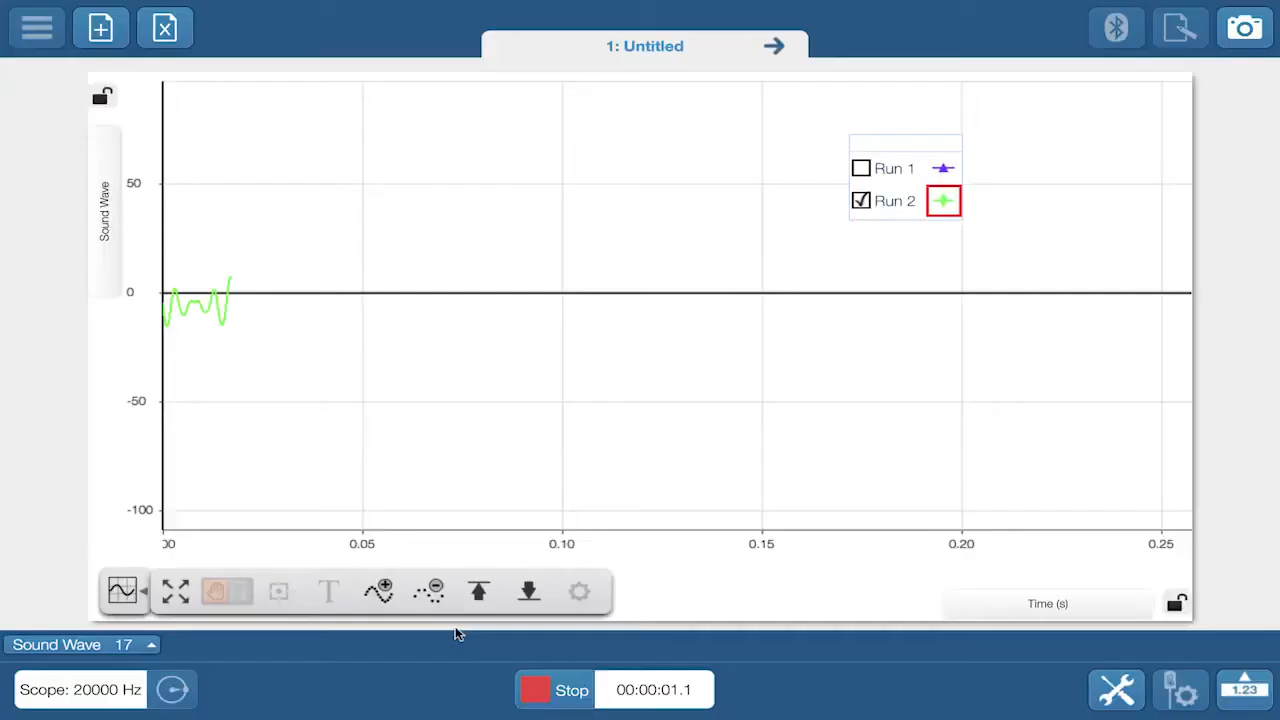 1: Untitled
Sound Wave
50
0
-50
-100
Run 1
Run 2
00 0.05 0.10 0.15 0.20 0.25
T
Time (s)
Sound Wave 17
Scope: 20000 Hz
Stop 00:00:01.1
1.23